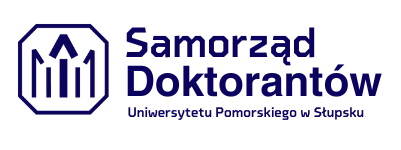 Samorząd
Doktorantów
Uniwersytetu Pomorskiego w Słupsku